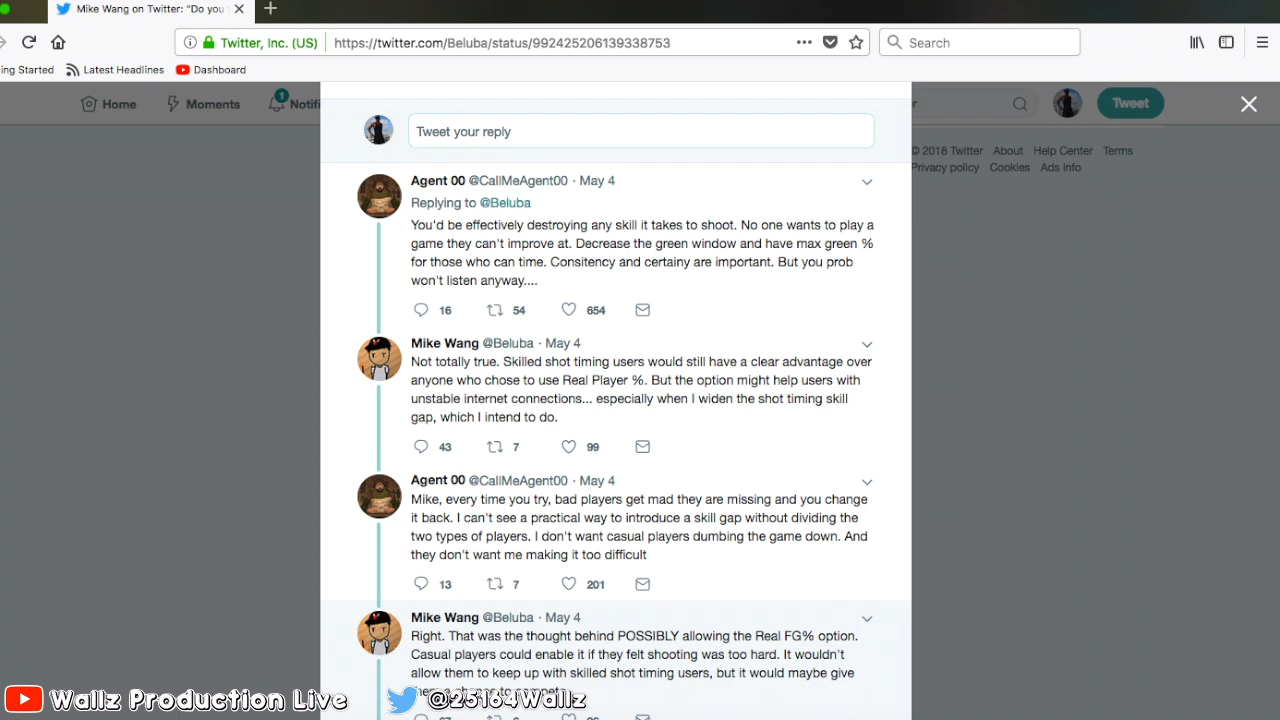 Mike Wang on Twitter: "Do you
Twitter, Inc. (US)
https://twitter.com/Beluba/status/992425206139338753
Search
ing Started
Latest Headlines
Dashboard
Home
Moments
1
Notifi
Tweet
© 2018 Twitter About Help Center Terms
Privacy policy Cookies Ads info
Tweet your reply
Agent 00 @CallMeAgent00 · May 4
Replying to @Beluba
You'd be effectively destroying any skill it takes to shoot. No one wants to play a
game they can't improve at. Decrease the green window and have max green %
for those who can time. Consitency and certainy are important. But you prob
won't listen anyway....
16 54 654
Mike Wang @Beluba · May 4
Not totally true. Skilled shot timing users would still have a clear advantage over
anyone who chose to use Real Player %. But the option might help users with
unstable internet connections... especially when I widen the shot timing skill
gap, which I intend to do.
43 7 99
Agent 00 @CallMeAgent00 · May 4
Mike, every time you try, bad players get mad they are missing and you change
it back. I can't see a practical way to introduce a skill gap without dividing the
two types of players. I don't want casual players dumbing the game down. And
they don't want me making it too difficult
13 7 201
Mike Wang @Beluba · May 4
Right. That was the thought behind POSSIBLY allowing the Real FG% option.
Casual players could enable it if they felt shooting was too hard. It wouldn't
allow them to keep up with skilled shot timing users, but it would maybe give
Wallz Production Live
@25164Wallz